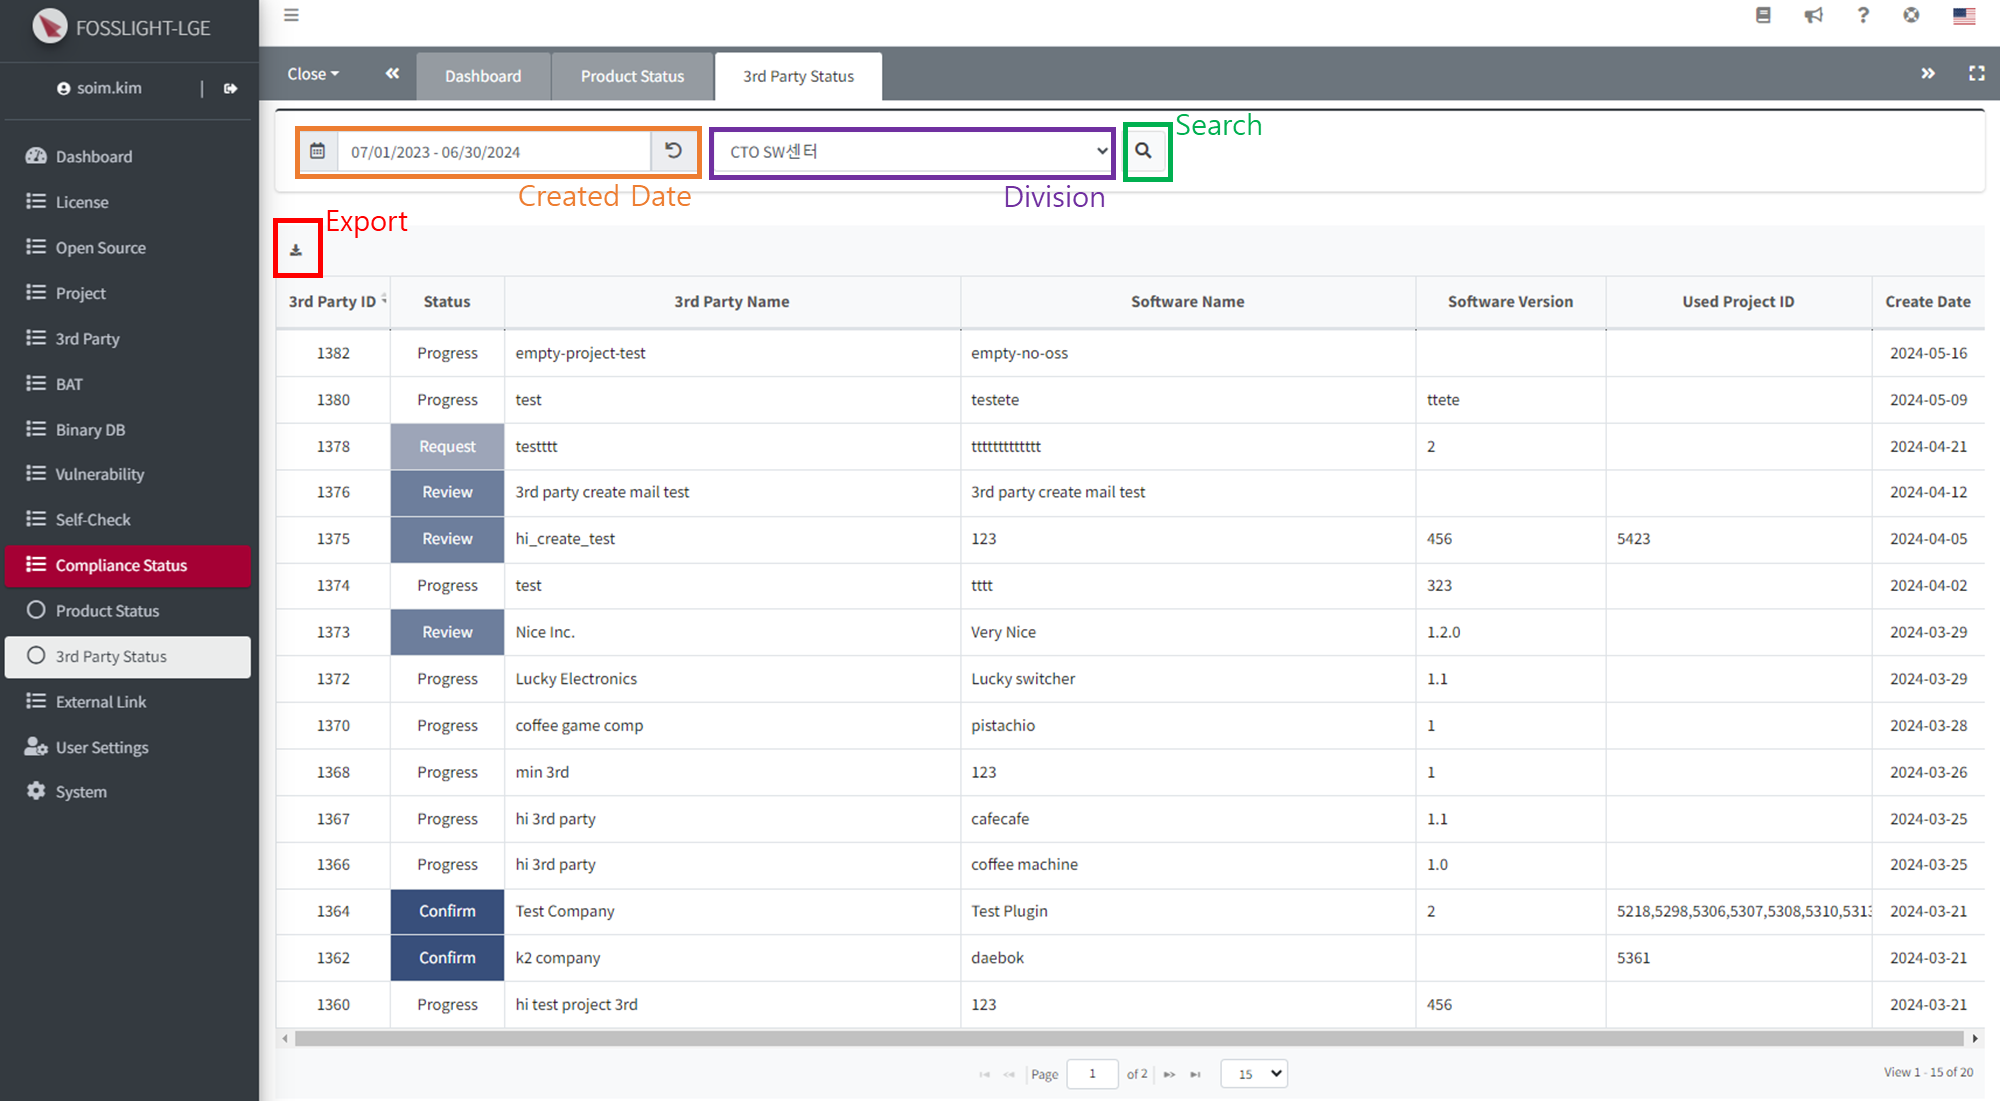 FOSSLIGHT-LGE
soim.kim
Dashboard
License
Open Source
Project
3rd Party
BAT
Binary DB
Vulnerability
Self-Check
Compliance Status
Product Status
3rd Party Status
External Link
User Settings
System
Close
Dashboard
Product Status
3rd Party Status
07/01/2023 - 06/30/2024
CTO SW센터
Search
Created Date
Division
Export
3rd Party ID Status 3rd Party Name Software Name Software Version Used Project ID Create Date
1382 Progress empty-project-test empty-no-oss 2024-05-16
1380 Progress test testete ttete 2024-05-09
1378 Request testttt ttttttttttttt 2 2024-04-21
1376 Review 3rd party create mail test 3rd party create mail test 2024-04-12
1375 Review hi_create_test 123 456 5423 2024-04-05
1374 Progress test tttt 323 2024-04-02
1373 Review Nice Inc. Very Nice 1.2.0 2024-03-29
1372 Progress Lucky Electronics Lucky switcher 1.1 2024-03-29
1370 Progress coffee game comp pistachio 1 2024-03-28
1368 Progress min 3rd 123 1 2024-03-26
1367 Progress hi 3rd party cafecafe 1.1 2024-03-25
1366 Progress hi 3rd party coffee machine 1.0 2024-03-25
1364 Confirm Test Company Test Plugin 2 5218,5298,5306,5307,5308,5310,5313 2024-03-21
1362 Confirm k2 company daebok 5361 2024-03-21
1360 Progress hi test project 3rd 123 456 2024-03-21
Page 1 of 2 15
View 1 - 15 of 20